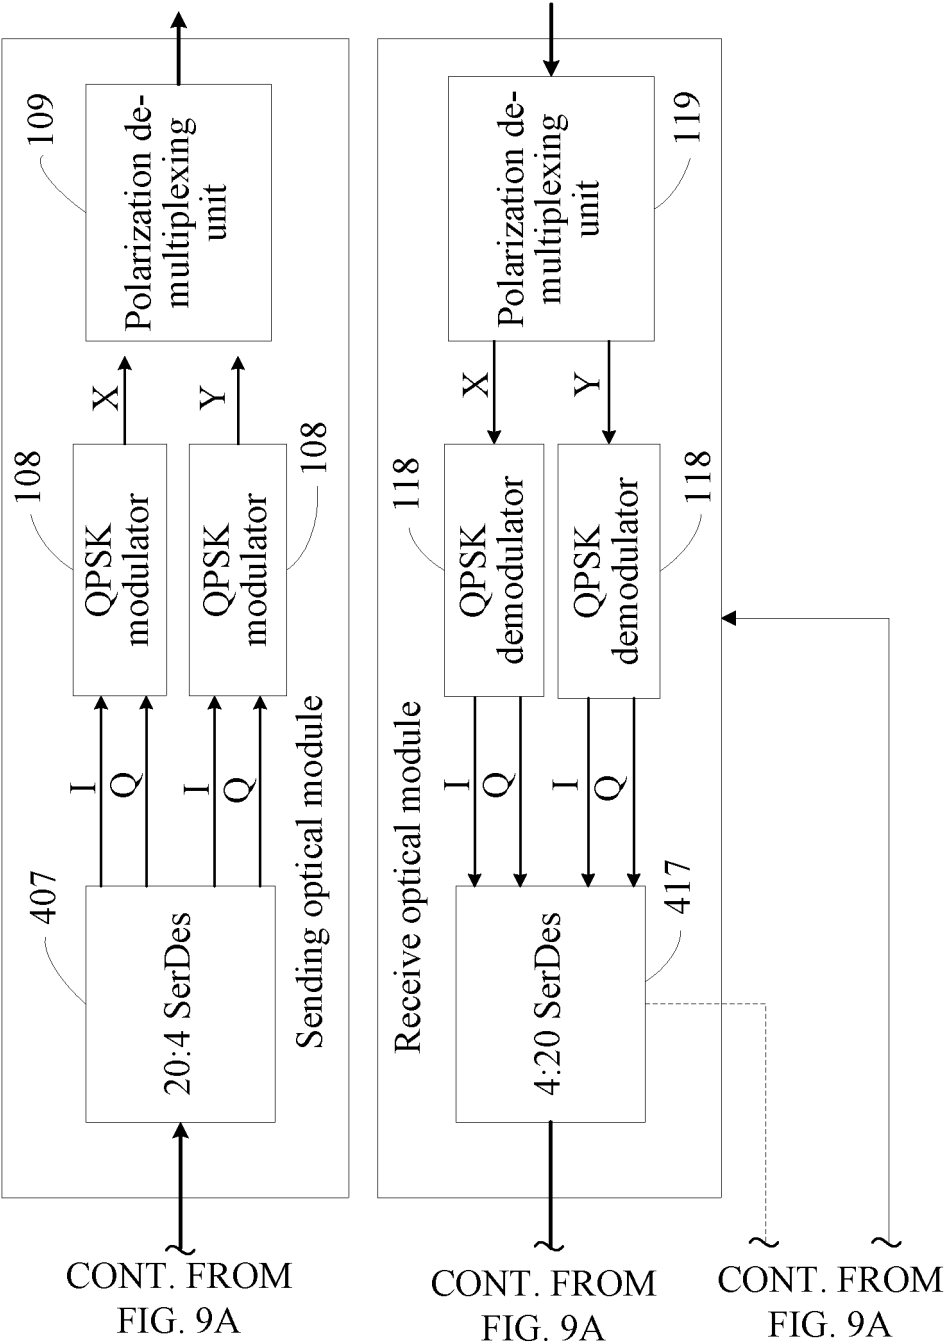 109
Polarization de-
multiplexing
unit
X
Y
108
QPSK
modulator
108
QPSK
modulator
I
Q
I
Q
407
20:4 SerDes
Sending optical module
CONT. FROM
FIG. 9A
119
Polarization de-
multiplexing
unit
X
Y
118
QPSK
demodulator
118
QPSK
demodulator
I
Q
I
Q
417
4:20 SerDes
Receive optical module
CONT. FROM
FIG. 9A
CONT. FROM
FIG. 9A